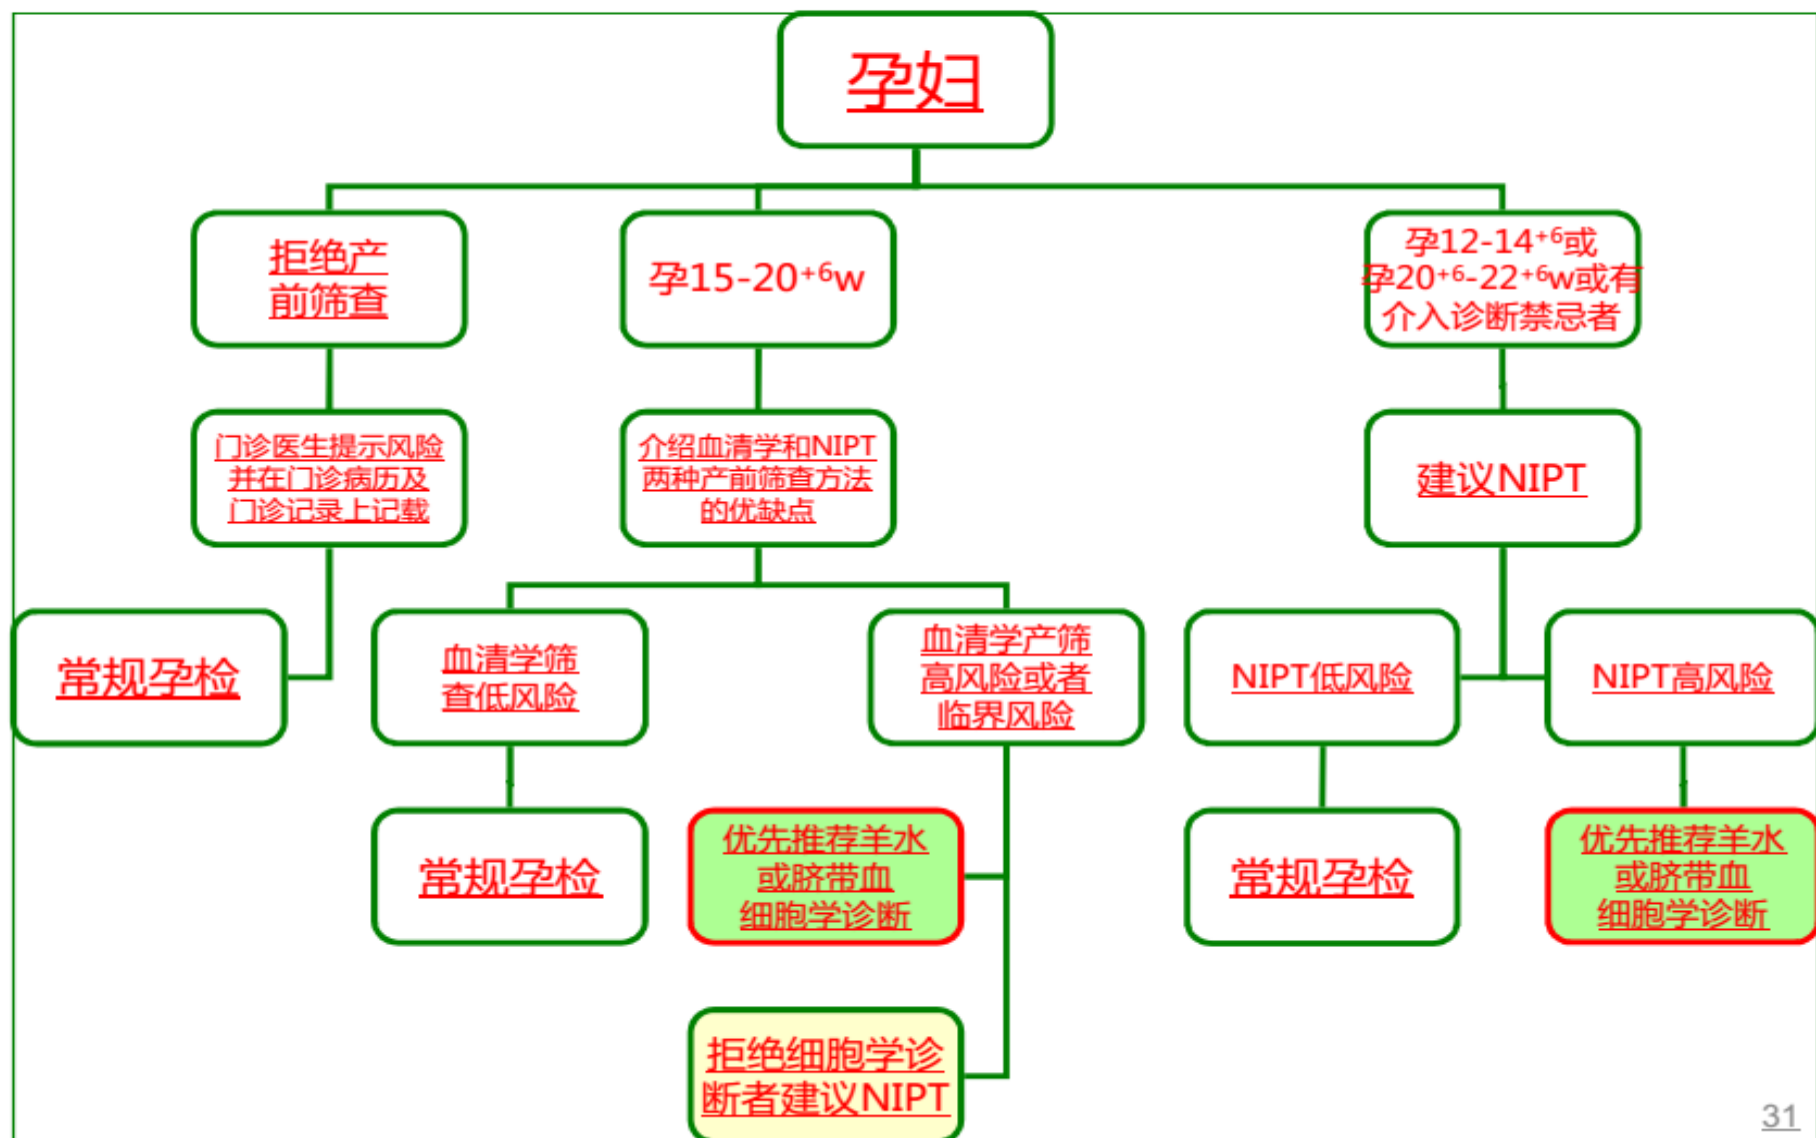 孕妇
拒绝产
前筛查
孕15-20⁺⁶w
孕12-14⁺⁶或
孕20⁺⁶-22⁺⁶w或有
介入诊断禁忌者
门诊医生提示风险
并在门诊病历及
门诊记录上记载
介绍血清学和NIPT
两种产前筛查方法
的优缺点
建议NIPT
常规孕检
血清学筛
查低风险
血清学产筛
高风险或者
临界风险
NIPT低风险
NIPT高风险
常规孕检
优先推荐羊水
或脐带血
细胞学诊断
常规孕检
优先推荐羊水
或脐带血
细胞学诊断
拒绝细胞学诊
断者建议NIPT
31